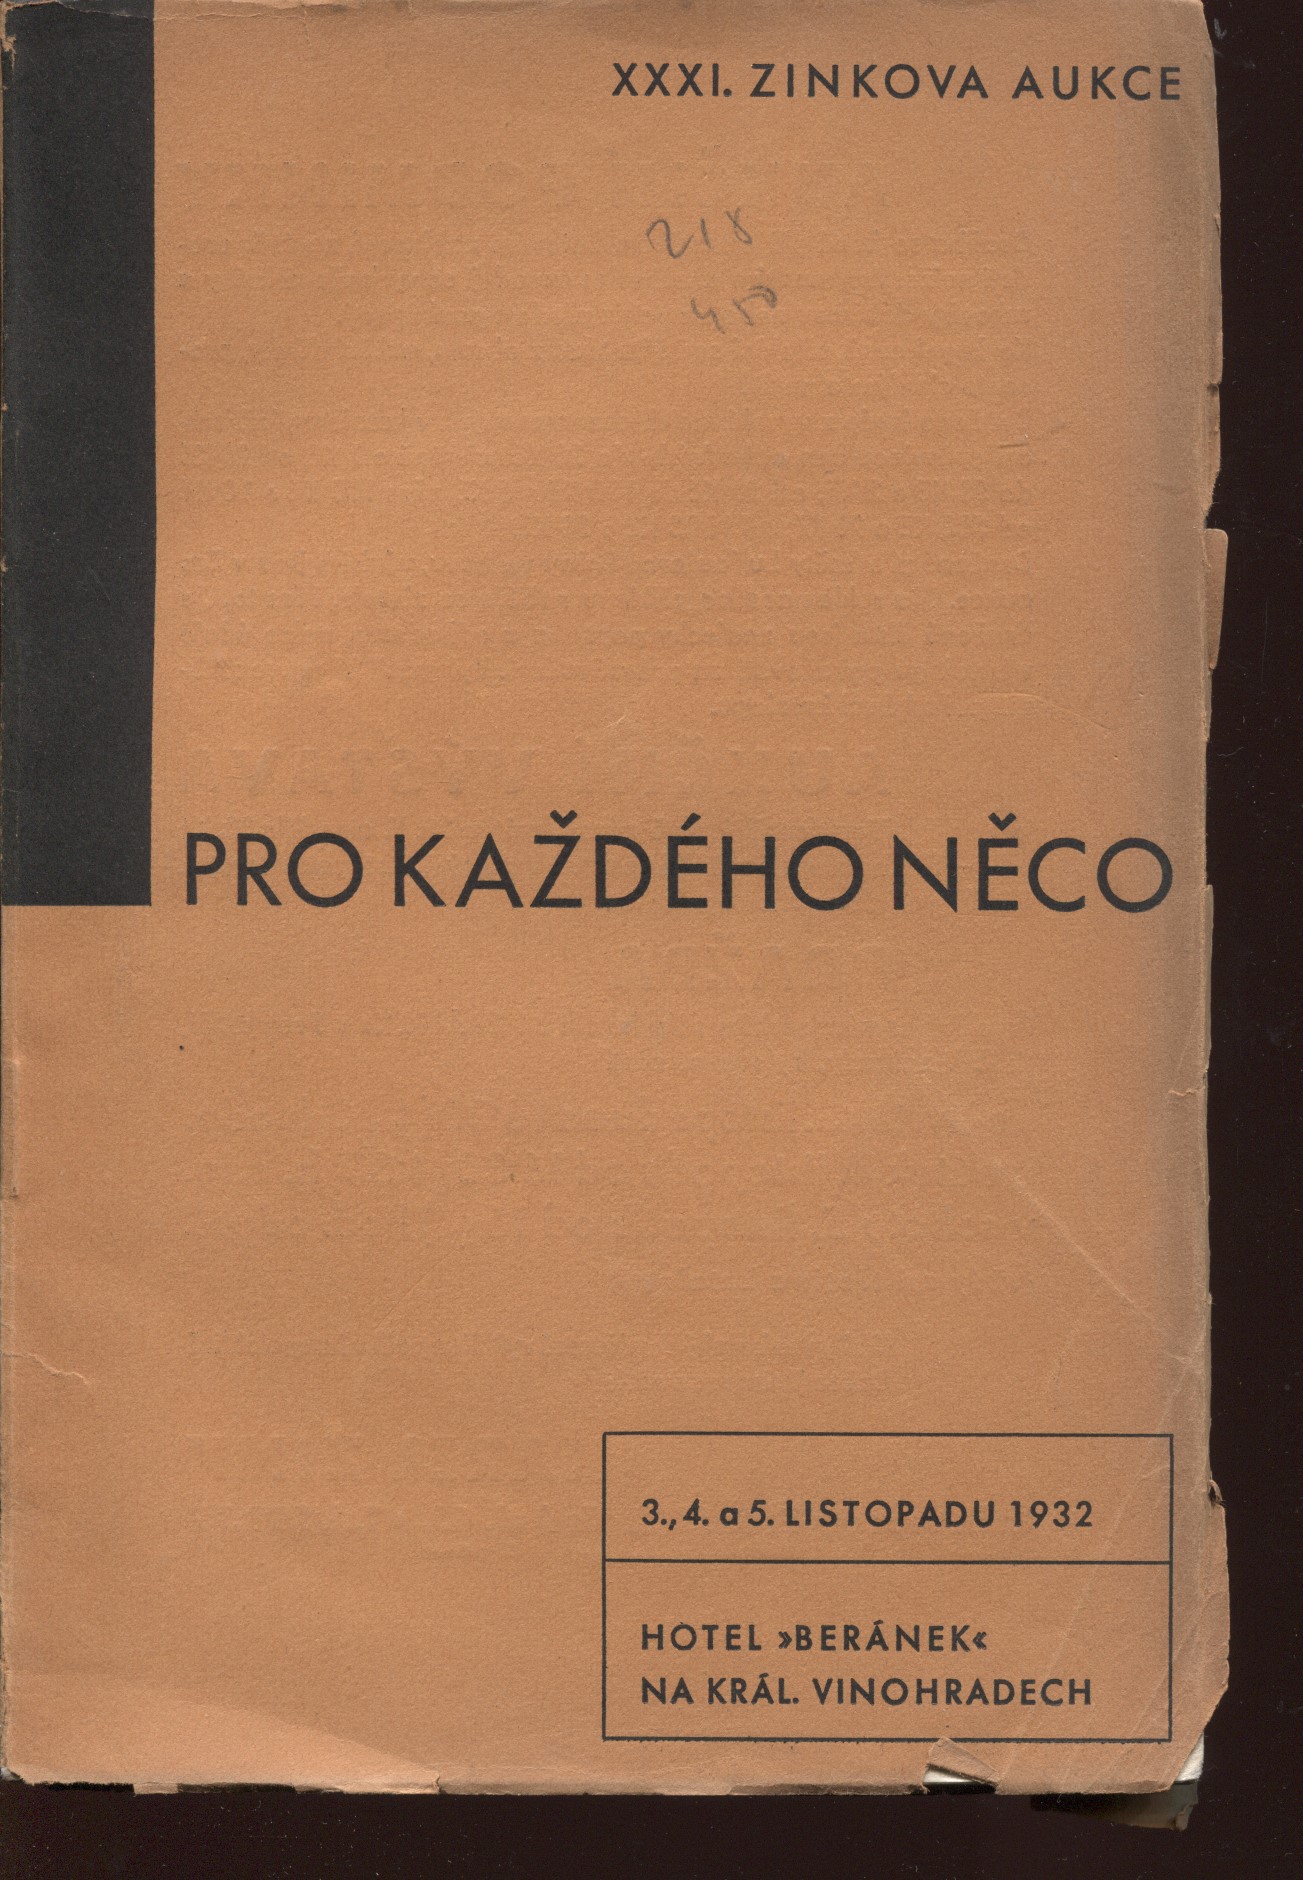 XXXI. ZINKOVA AUKCE
218
450
PRO KAŽDÉHO NĚCO
3., 4. a 5. LISTOPADU 1932
HOTEL »BERÁNEK«
NA KRÁL. VINOHRADECH